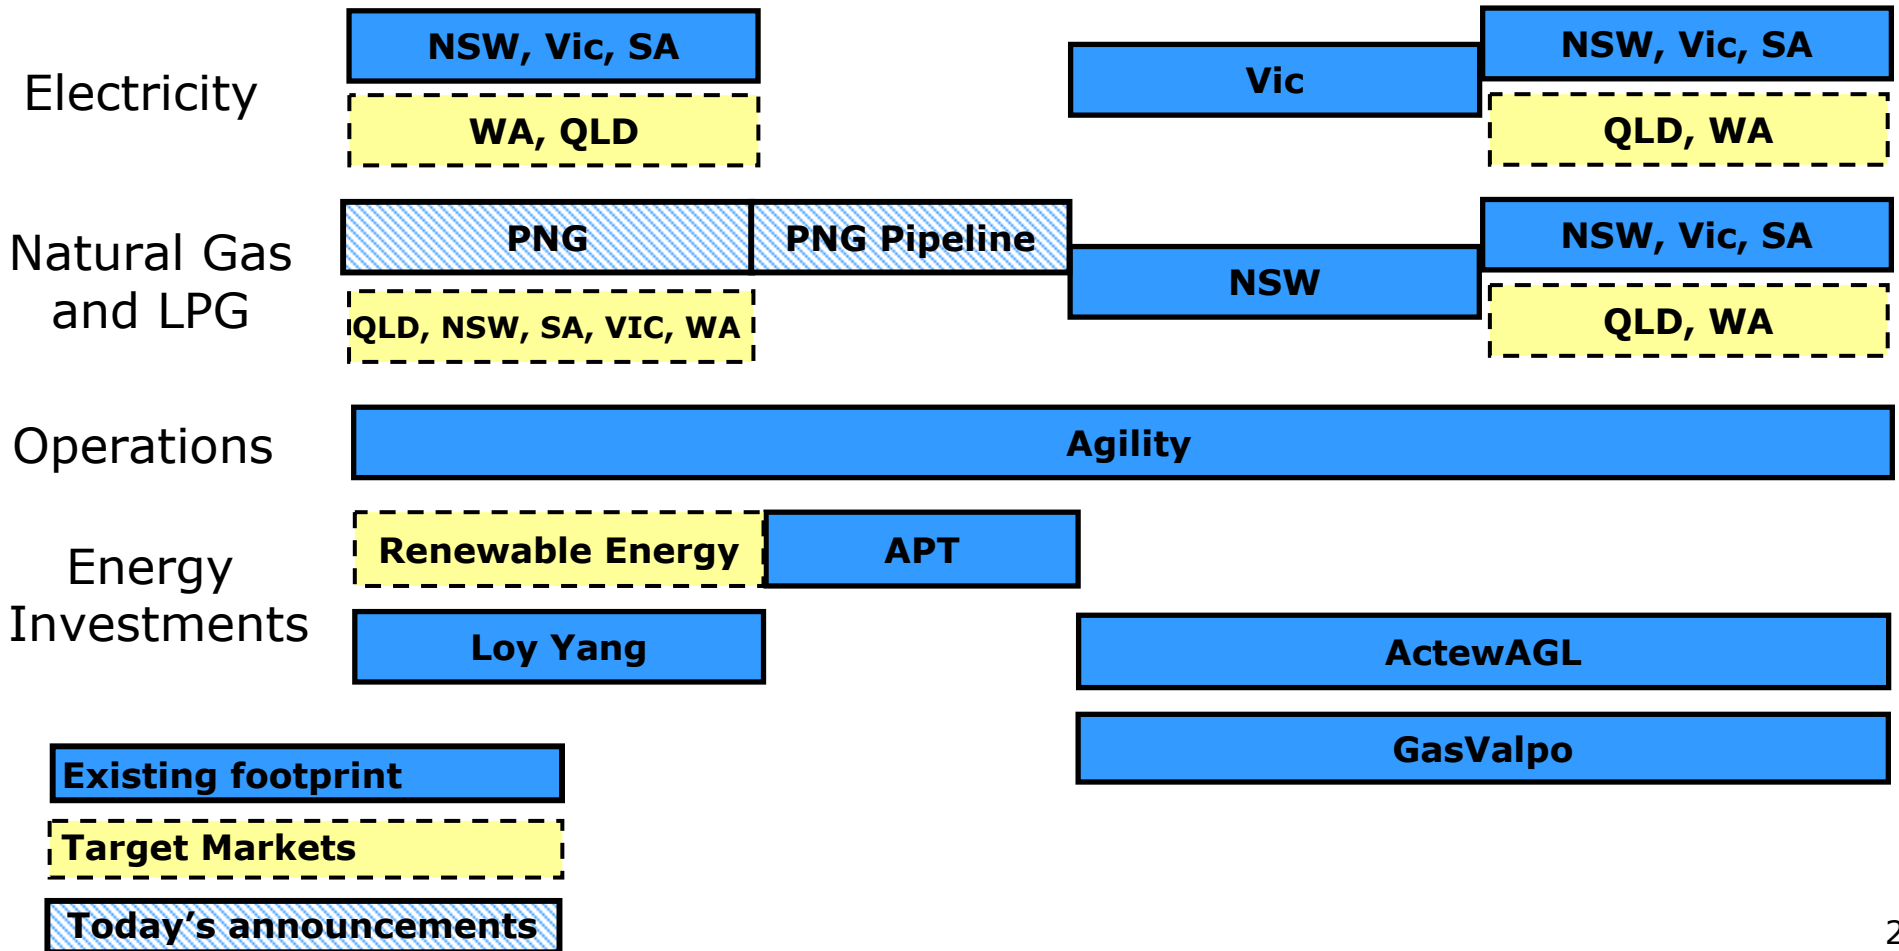 Electricity
NSW, Vic, SA
WA, QLD
Vic
NSW, Vic, SA
QLD, WA
Natural Gas
and LPG
PNG
PNG Pipeline
QLD, NSW, SA, VIC, WA
NSW
NSW, Vic, SA
QLD, WA
Operations
Agility
Energy
Investments
Renewable Energy
APT
Loy Yang
ActewAGL
GasValpo
Existing footprint
Target Markets
Today’s announcements
2